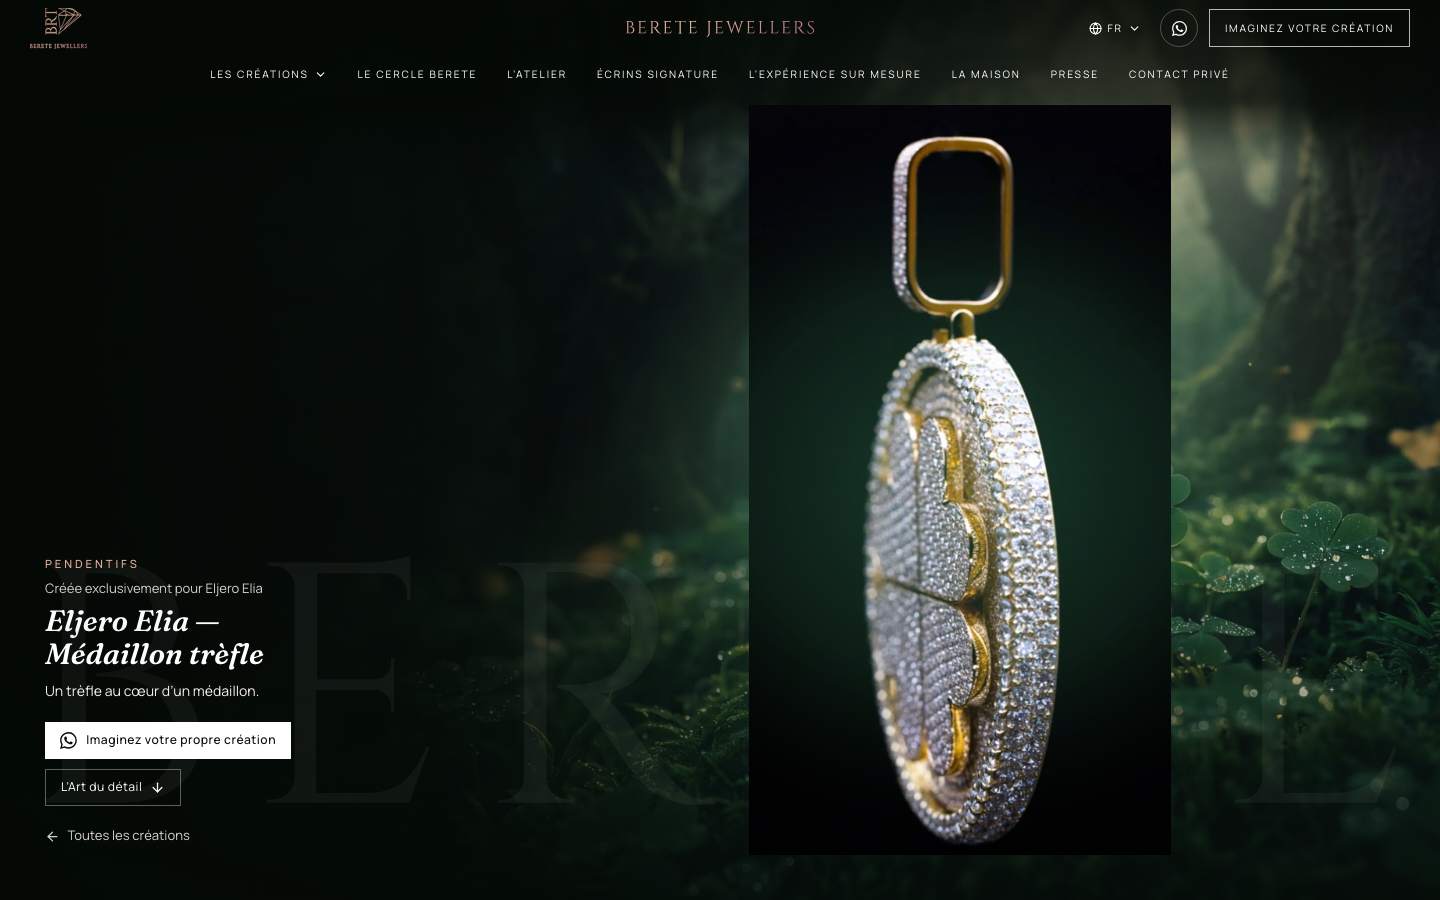 BRT
BERETE JEWELLERS
BERETE JEWELLERS
FR
IMAGINEZ VOTRE CRÉATION
LES CRÉATIONS
LE CERCLE BERETE
L'ATELIER
ÉCRINS SIGNATURE
L'EXPÉRIENCE SUR MESURE
LA MAISON
PRESSE
CONTACT PRIVÉ
PENDENTIFS
Créée exclusivement pour Eljero Elia
Eljero Elia —
Médaillon trèfle
Un trèfle au cœur d’un médaillon.
Imaginez votre propre création
L'Art du détail
Toutes les créations